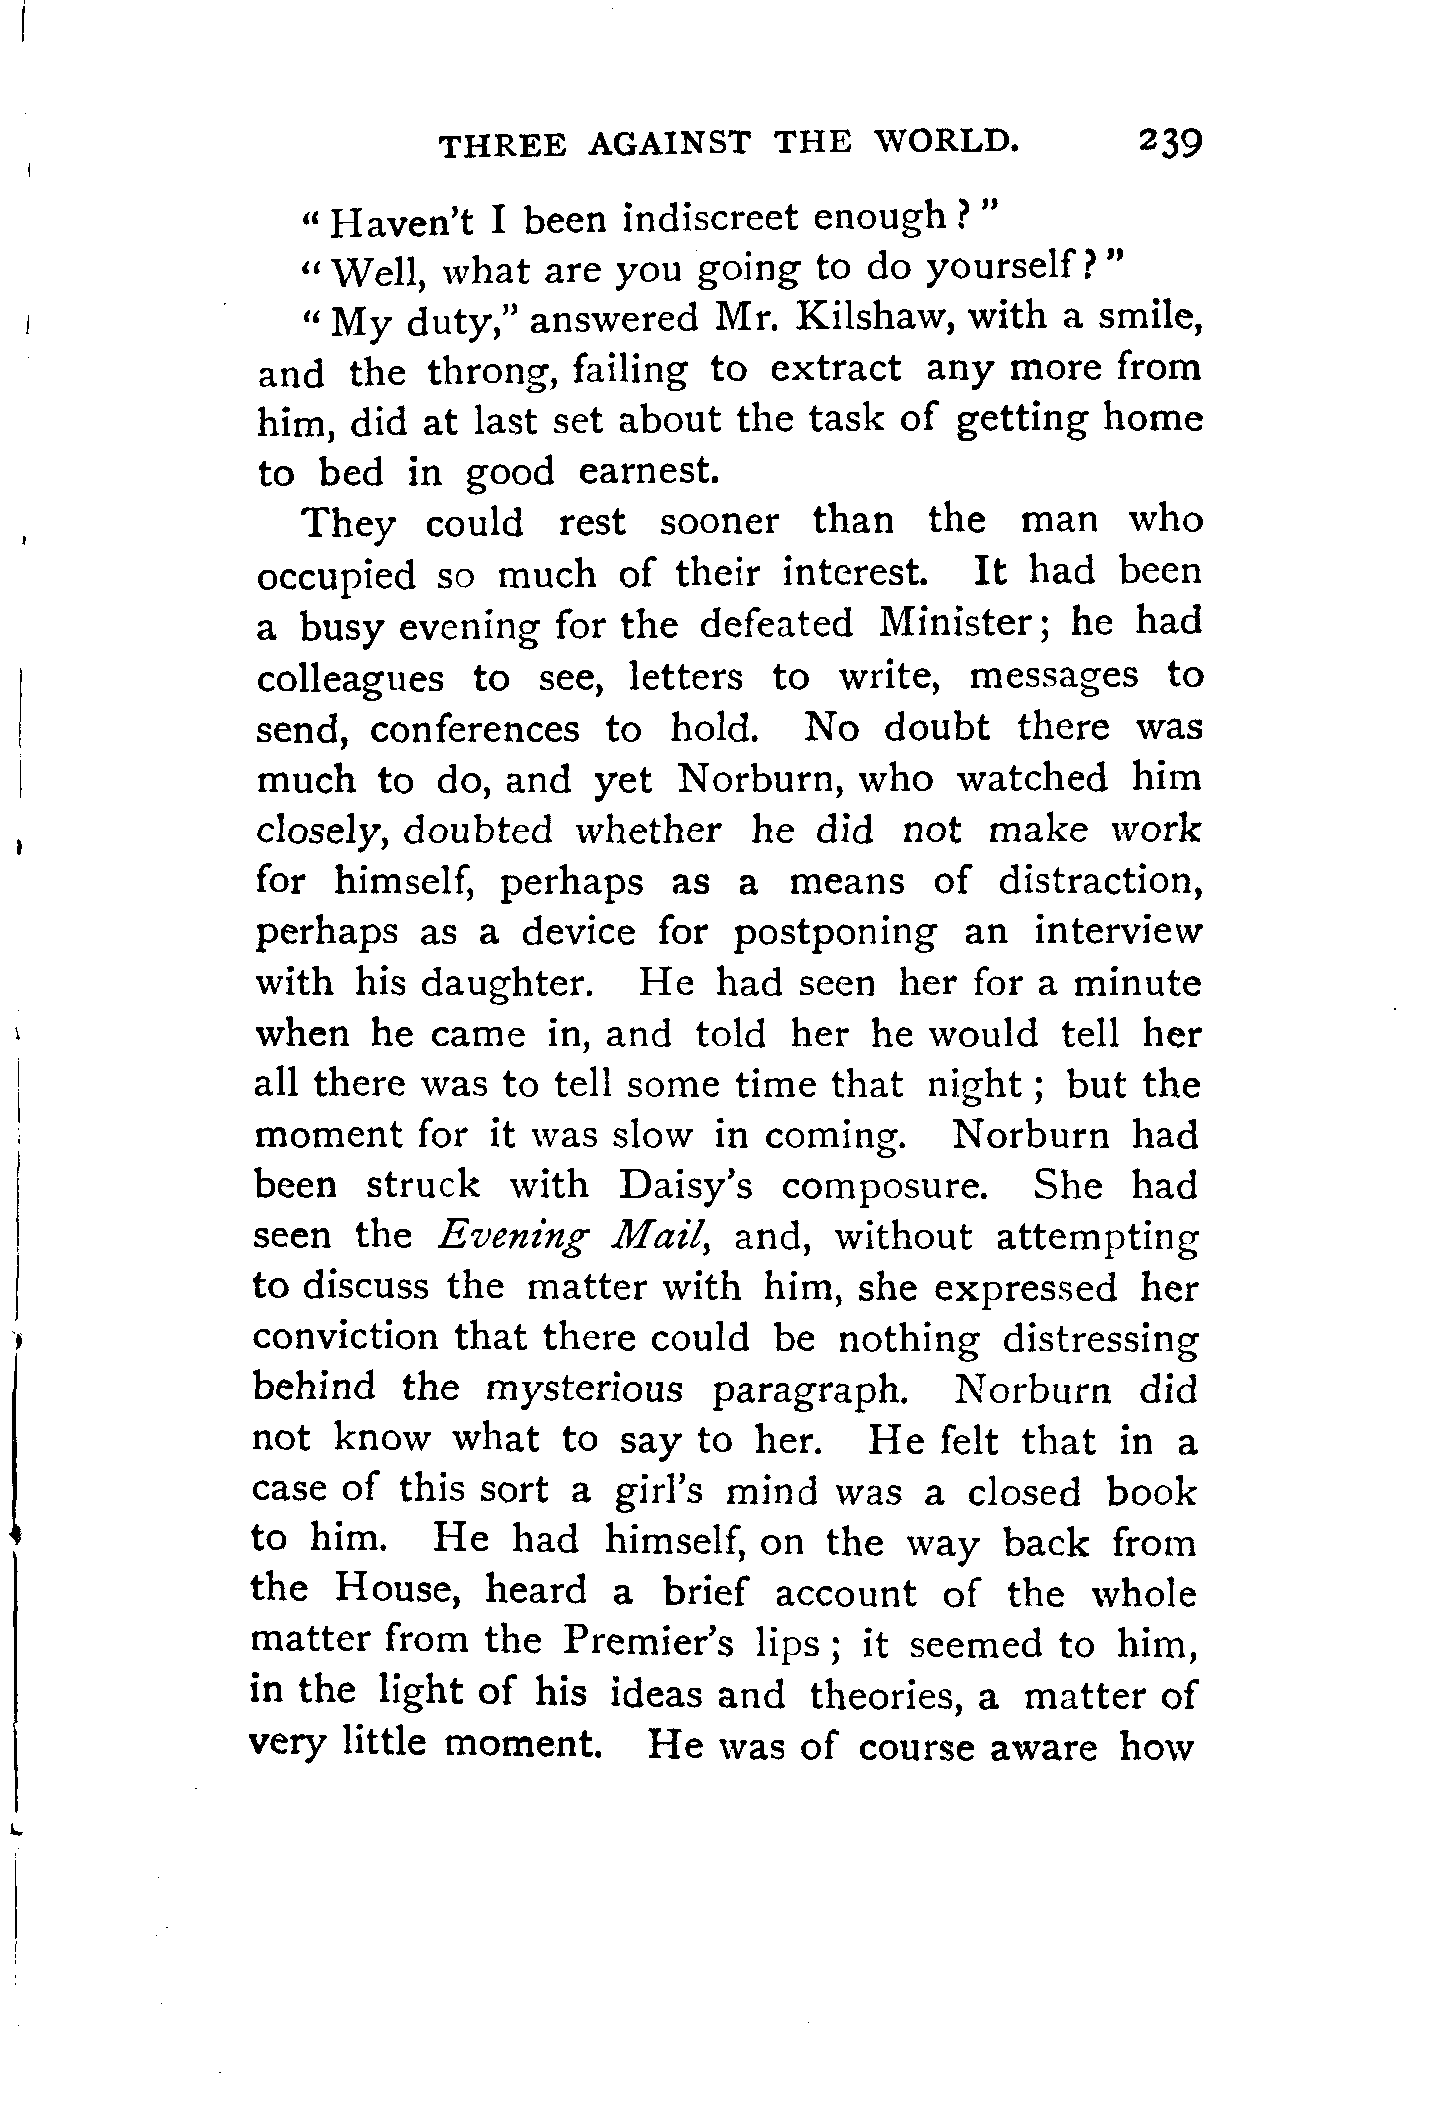 THREE AGAINST THE WORLD. 239
"Haven't I been indiscreet enough?"
"Well, what are you going to do yourself?"
"My duty," answered Mr. Kilshaw, with a smile,
and the throng, failing to extract any more from
him, did at last set about the task of getting home
to bed in good earnest.
They could rest sooner than the man who
occupied so much of their interest. It had been
a busy evening for the defeated Minister; he had
colleagues to see, letters to write, messages to
send, conferences to hold. No doubt there was
much to do, and yet Norburn, who watched him
closely, doubted whether he did not make work
for himself, perhaps as a means of distraction,
perhaps as a device for postponing an interview
with his daughter. He had seen her for a minute
when he came in, and told her he would tell her
all there was to tell some time that night; but the
moment for it was slow in coming. Norburn had
been struck with Daisy's composure. She had
seen the Evening Mail, and, without attempting
to discuss the matter with him, she expressed her
conviction that there could be nothing distressing
behind the mysterious paragraph. Norburn did
not know what to say to her. He felt that in a
case of this sort a girl's mind was a closed book
to him. He had himself, on the way back from
the House, heard a brief account of the whole
matter from the Premier's lips; it seemed to him,
in the light of his ideas and theories, a matter of
very little moment. He was of course aware how